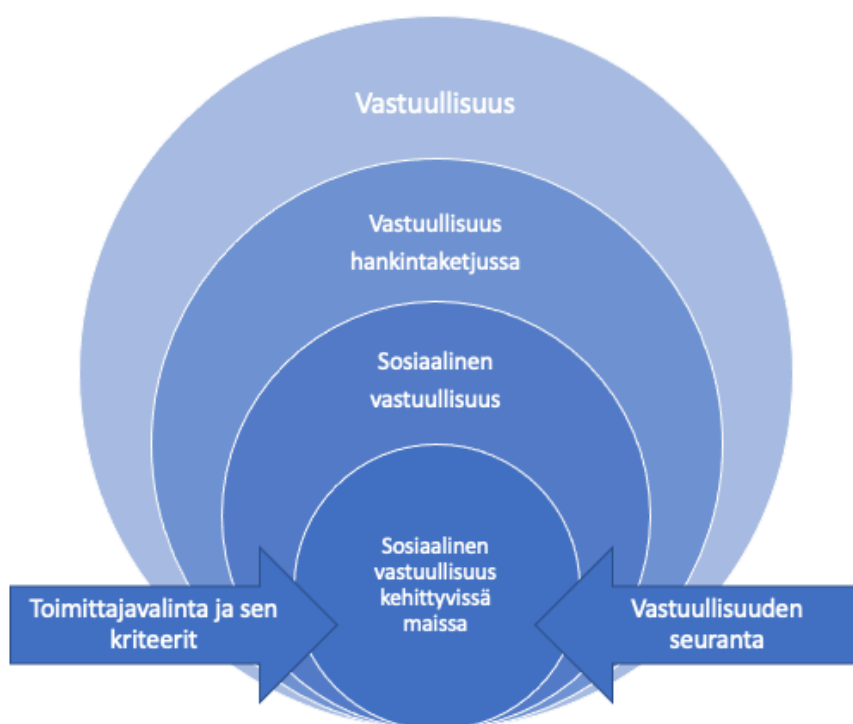 Vastuullisuus
Vastuullisuus
hankintaketjussa
Sosiaalinen
vastuullisuus
Sosiaalinen
vastuullisuus
kehittyvissä
maissa
Toimittajavalinta ja sen
kriteerit
Vastuullisuuden
seuranta